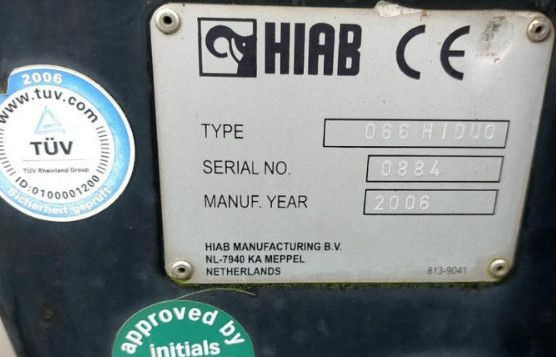 HIAB CE
TYPE 066 HIDUO
SERIAL NO. 0884
MANUF. YEAR 2006
HIAB MANUFACTURING B.V.
NL-7940 KA MEPPEL
NETHERLANDS
813-9041
2006
www.tuv.com
TÜV
TÜV Rheinland Group
ID:0100001200
Sicherheit geprüft
approved by
initials